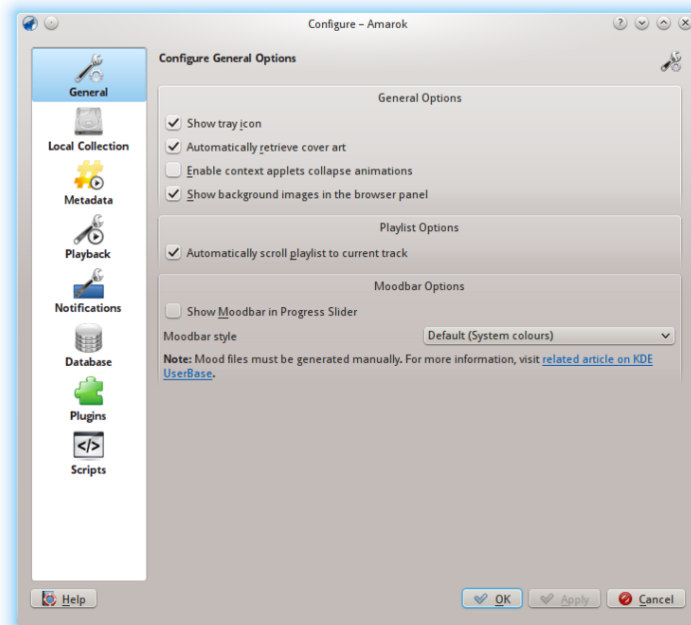 Configure – Amarok
General
Local Collection
Metadata
Playback
Notifications
Database
Plugins
Scripts
Configure General Options
General Options
Show tray icon
Automatically retrieve cover art
Enable context applets collapse animations
Show background images in the browser panel
Playlist Options
Automatically scroll playlist to current track
Moodbar Options
Show Moodbar in Progress Slider
Moodbar style Default (System colours)
Note: Mood files must be generated manually. For more information, visit related article on KDE
UserBase.
Help OK Apply Cancel